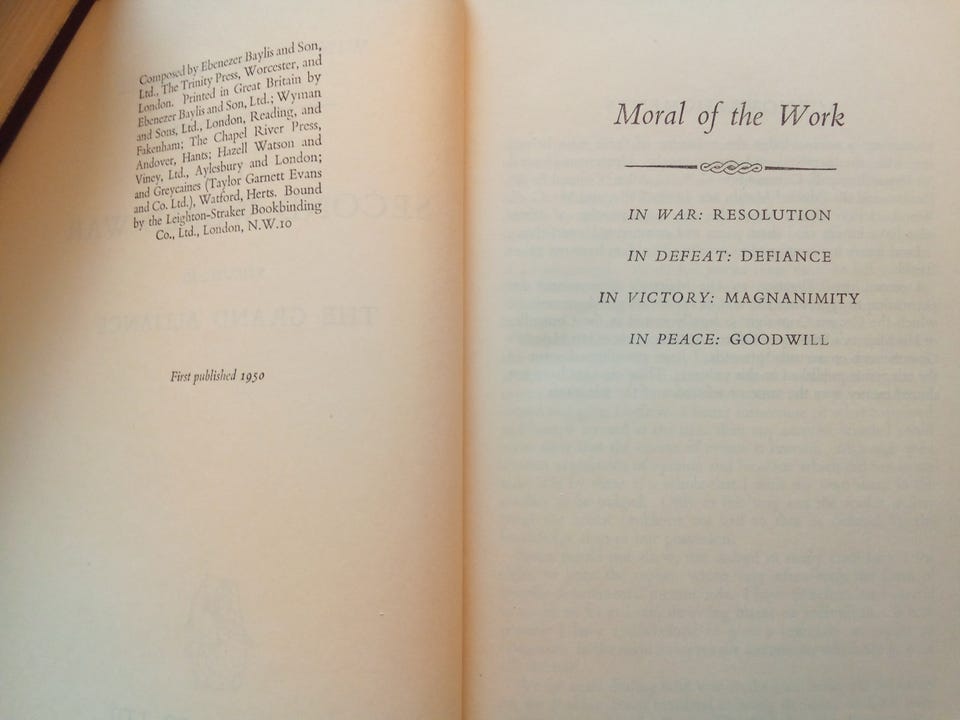 Composed by Ebenezer Baylis and Son,
Ltd., The Trinity Press, Worcester, and
London. Printed in Great Britain by
Ebenezer Baylis and Son, Ltd.; Wyman
and Sons, Ltd., London, Reading, and
Fakenham; The Chapel River Press,
Andover, Hants; Hazell Watson and
Viney, Ltd., Aylesbury and London;
and Greycaines (Taylor Garnett Evans
and Co. Ltd.), Watford, Herts. Bound
by the Leighton-Straker Bookbinding
Co., Ltd., London, N.W.10
First published 1950
Moral of the Work
IN WAR: RESOLUTION
IN DEFEAT: DEFIANCE
IN VICTORY: MAGNANIMITY
IN PEACE: GOODWILL